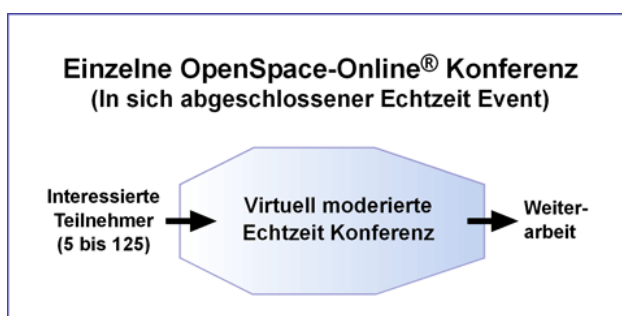 Einzelne OpenSpace-Online® Konferenz
(In sich abgeschlossener Echtzeit Event)
Interessierte
Teilnehmer
(5 bis 125)
Virtuell moderierte
Echtzeit Konferenz
Weiter-
arbeit